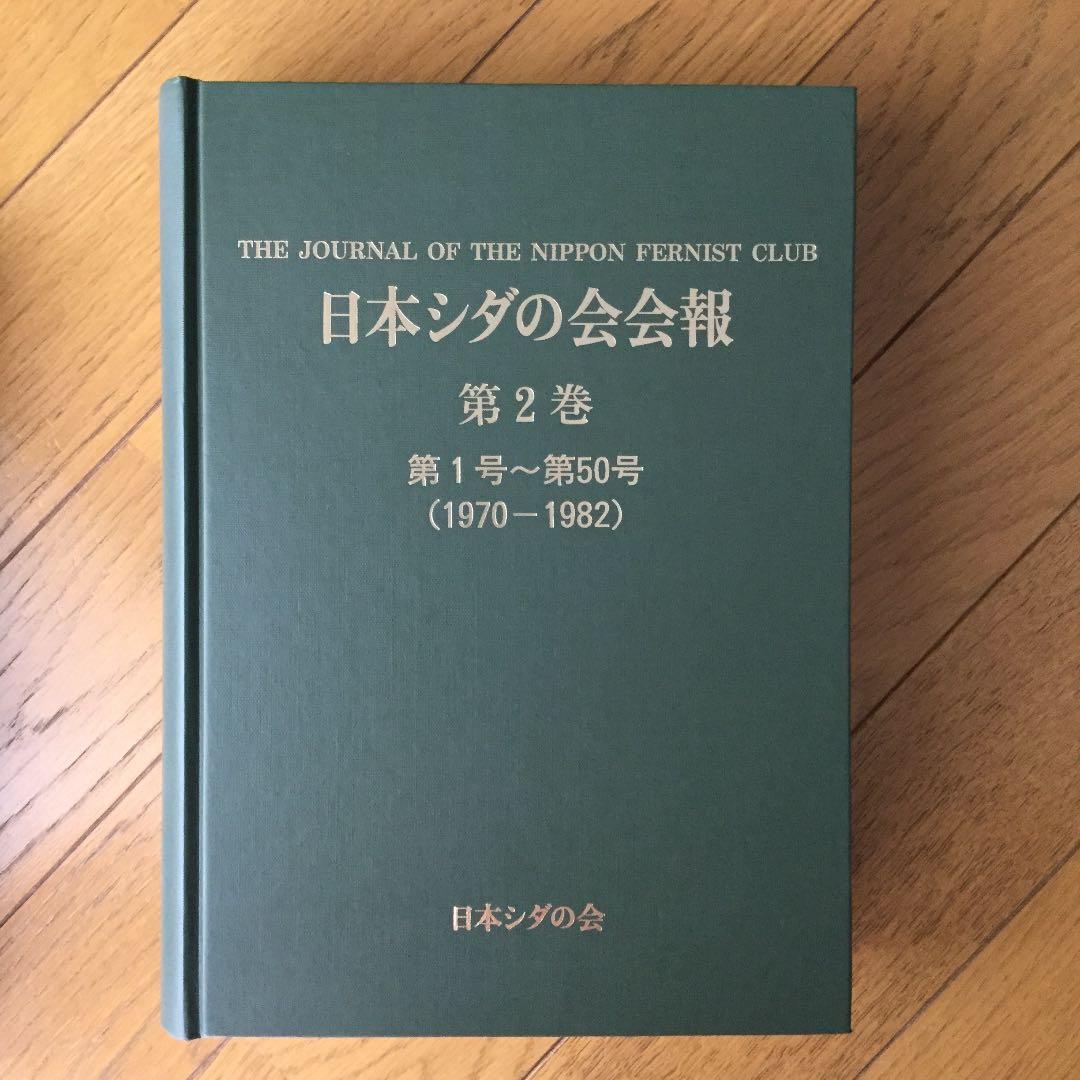 THE JOURNAL OF THE NIPPON FERNIST CLUB
日本シダの会会報
第2巻
第1号～第50号
(1970－1982)
日本シダの会